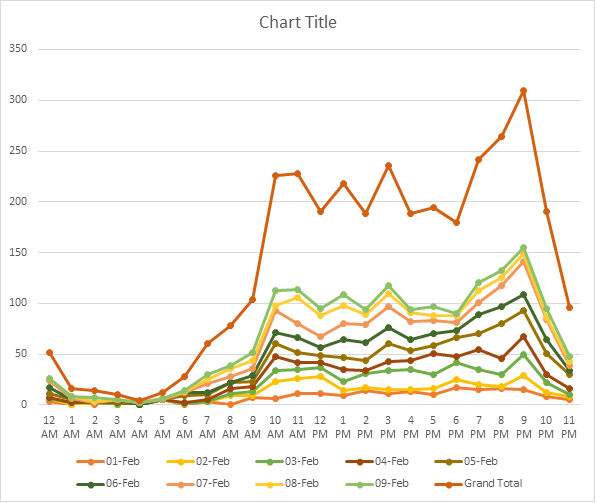 Chart Title
350
300
250
200
150
100
50
0
12 1 2 3 4 5 6 7 8 9 10 11 12 1 2 3 4 5 6 7 8 9 10 11
AM AM AM AM AM AM AM AM AM AM AM AM PM PM PM PM PM PM PM PM PM PM PM PM
01-Feb 02-Feb 03-Feb 04-Feb 05-Feb
06-Feb 07-Feb 08-Feb 09-Feb Grand Total